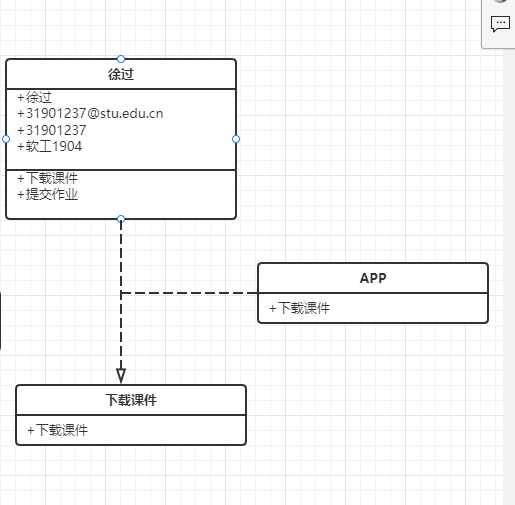 徐过
+徐过
+31901237@stu.edu.cn
+31901237
+软工1904
+下载课件
+提交作业
APP
+下载课件
下载课件
+下载课件